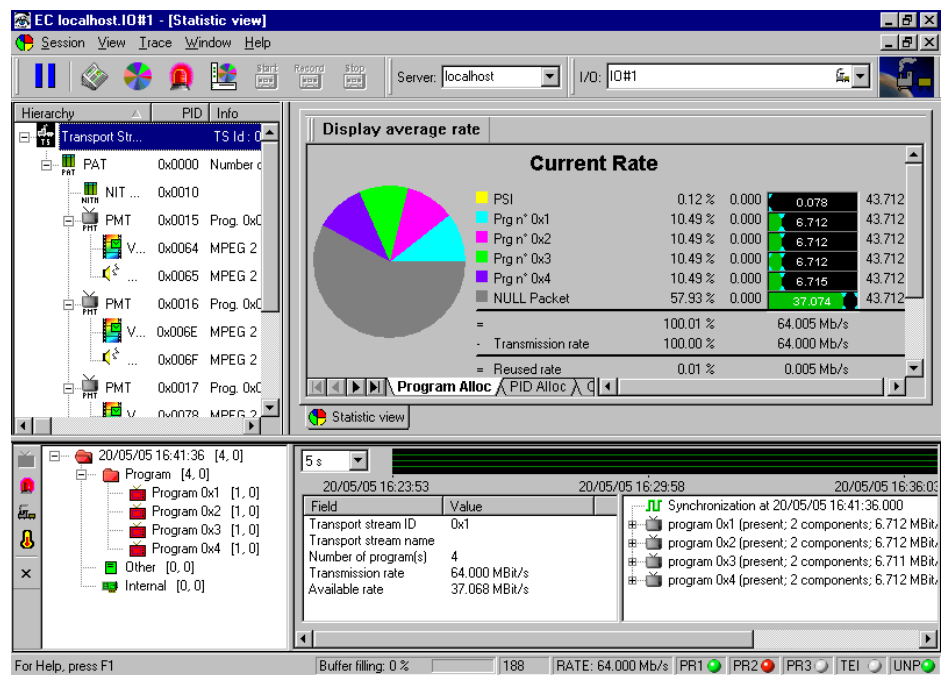 EC localhost.IO#1 - [Statistic view]
Session View Trace Window Help
Start Record Stop Server: localhost I/O: IO#1
Hierarchy PID Info
Transport Str... TS Id : 0
PAT 0x0000 Number o
NIT ... 0x0010
PMT 0x0015 Prog. 0x0
V... 0x0064 MPEG 2
... 0x0065 MPEG 2
PMT 0x0016 Prog. 0x0
V... 0x006E MPEG 2
... 0x006F MPEG 2
PMT 0x0017 Prog. 0x0
V... 0x0078 MPEG 2
Display average rate
Current Rate
PSI 0.12 % 0.000 0.078 43.712
Prg n° 0x1 10.49 % 0.000 6.712 43.712
Prg n° 0x2 10.49 % 0.000 6.712 43.712
Prg n° 0x3 10.49 % 0.000 6.712 43.712
Prg n° 0x4 10.49 % 0.000 6.715 43.712
NULL Packet 57.93 % 0.000 37.074 43.712
= 100.01 % 64.005 Mb/s
- Transmission rate 100.00 % 64.000 Mb/s
= Reused rate 0.01 % 0.005 Mb/s
Program Alloc PID Alloc
Statistic view
20/05/05 16:41:36 [4, 0]
Program [4, 0]
Program 0x1 [1, 0]
Program 0x2 [1, 0]
Program 0x3 [1, 0]
Program 0x4 [1, 0]
Other [0, 0]
Internal [0, 0]
5 s
20/05/05 16:23:53 20/05/05 16:29:58 20/05/05 16:36:03
Field Value
Transport stream ID 0x1
Transport stream name
Number of program(s) 4
Transmission rate 64.000 MBit/s
Available rate 37.068 MBit/s
Synchronization at 20/05/05 16:41:36.000
program 0x1 (present; 2 components; 6.712 MBit/
program 0x2 (present; 2 components; 6.712 MBit/
program 0x3 (present; 2 components; 6.711 MBit/
program 0x4 (present; 2 components; 6.712 MBit/
For Help, press F1 Buffer filling: 0 % 188 RATE: 64.000 Mb/s PR1 PR2 PR3 TEI UNP